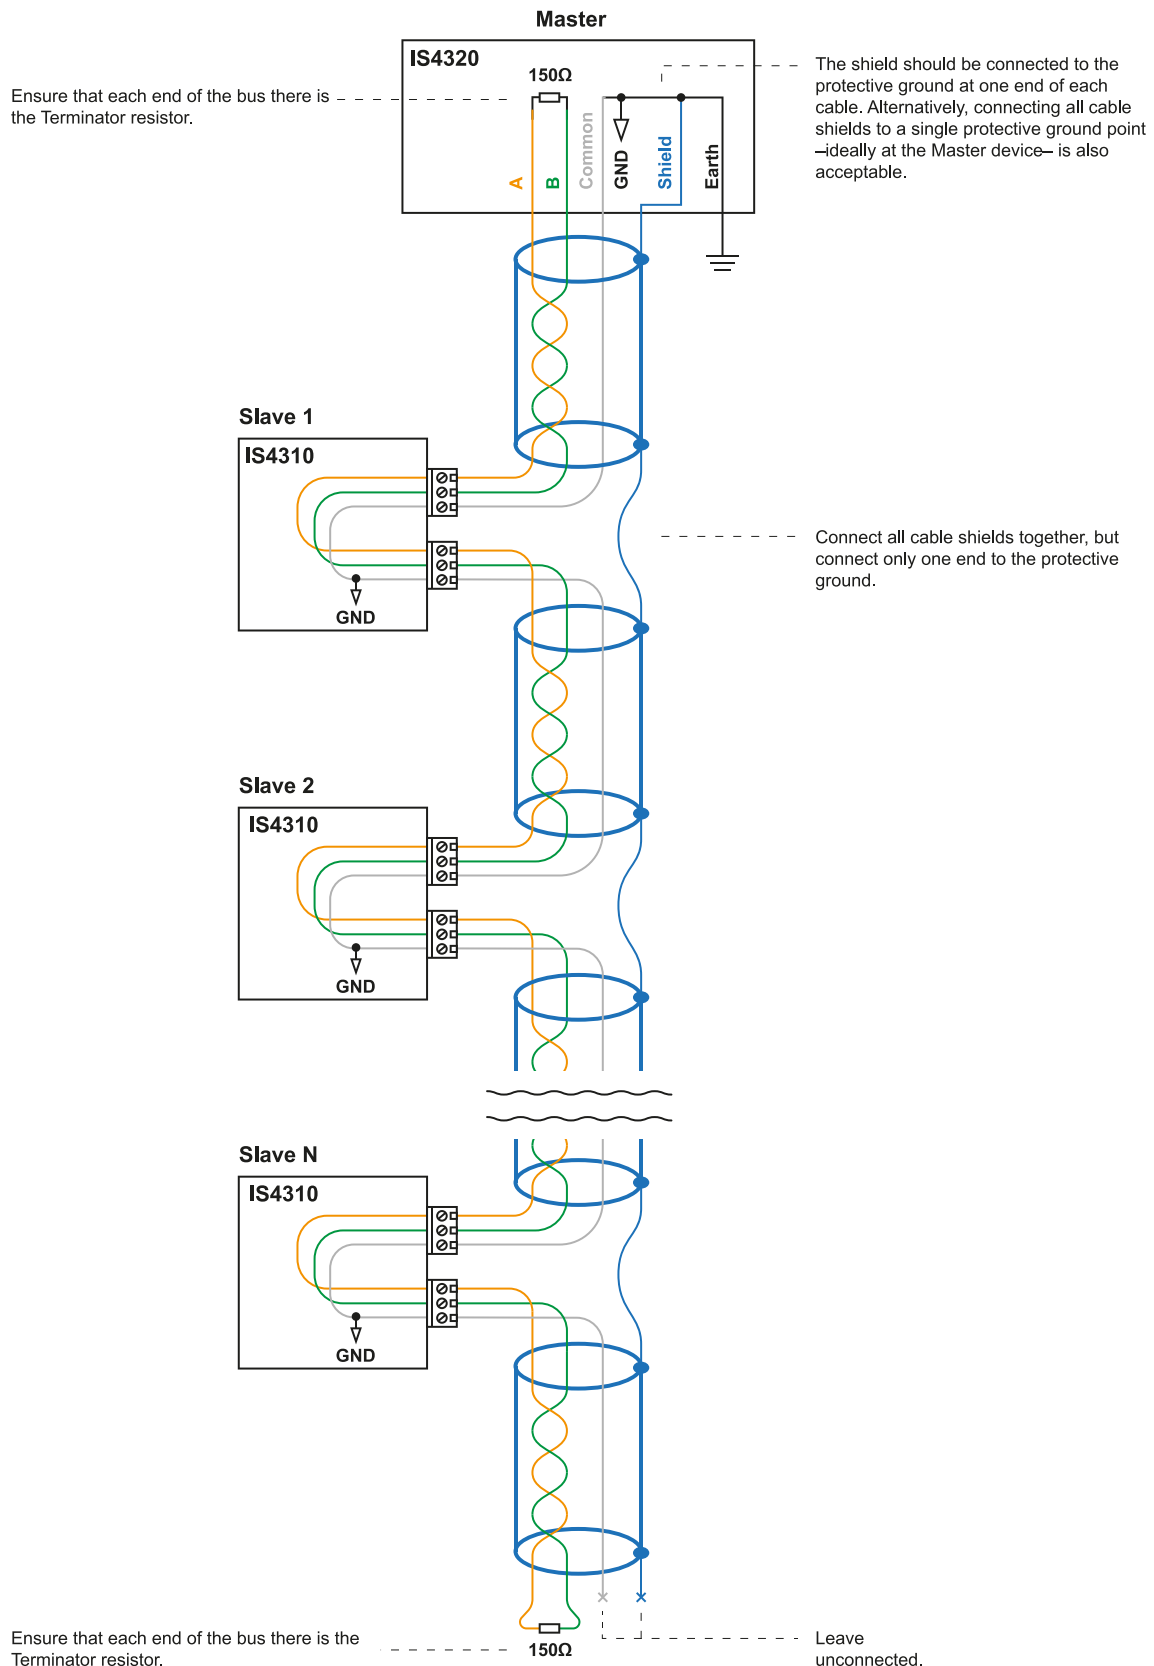 Master
IS4320
150Ω
A
B
Common
GND
Shield
Earth
Ensure that each end of the bus there is
the Terminator resistor.
The shield should be connected to the
protective ground at one end of each
cable. Alternatively, connecting all cable
shields to a single protective ground point
–ideally at the Master device– is also
acceptable.
Slave 1
IS4310
GND
Connect all cable shields together, but
connect only one end to the protective
ground.
Slave 2
IS4310
GND
Slave N
IS4310
GND
Ensure that each end of the bus there is the
Terminator resistor.
150Ω
Leave
unconnected.